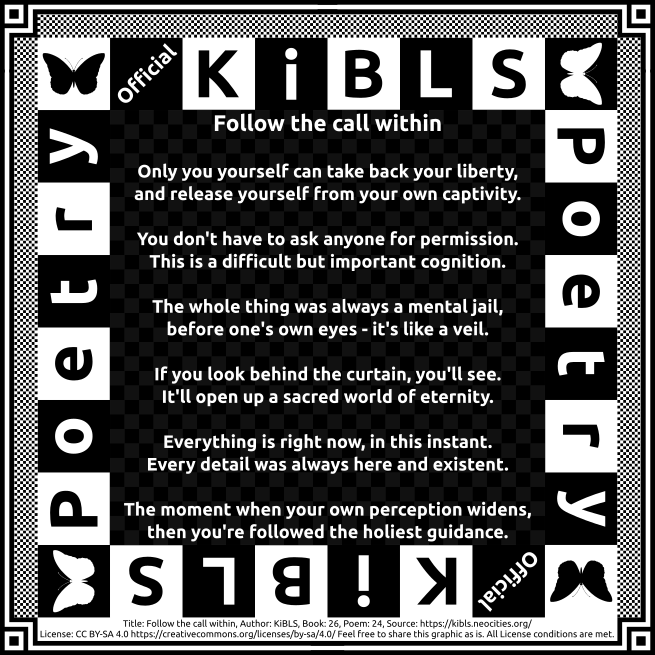 Official KiBLS
Poetry
Poetry
Follow the call within
Only you yourself can take back your liberty,
and release yourself from your own captivity.
You don't have to ask anyone for permission.
This is a difficult but important cognition.
The whole thing was always a mental jail,
before one's own eyes - it's like a veil.
If you look behind the curtain, you'll see.
It'll open up a sacred world of eternity.
Everything is right now, in this instant.
Every detail was always here and existent.
The moment when your own perception widens,
then you're followed the holiest guidance.
Official KiBLS
Title: Follow the call within, Author: KiBLS, Book: 26, Poem: 24, Source: https://kibls.neocities.org/
License: CC BY-SA 4.0 https://creativecommons.org/licenses/by-sa/4.0/ Feel free to share this graphic as is. All License conditions are met.